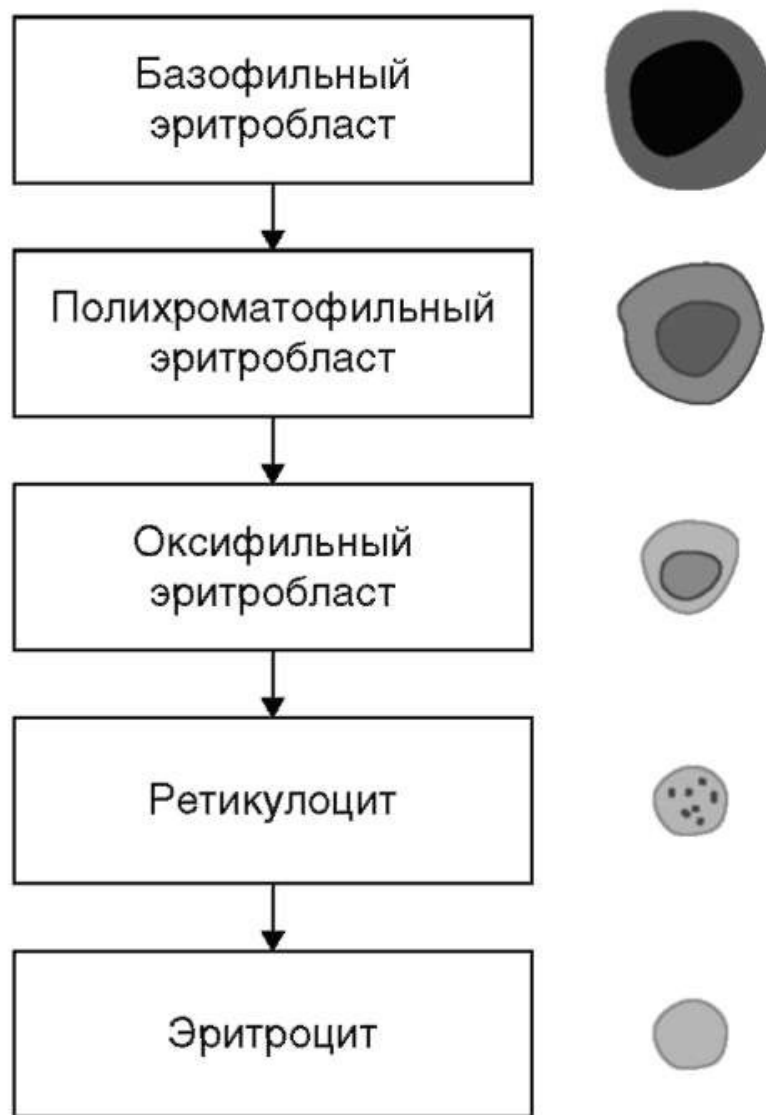 Базофильный
эритробласт
Полихроматофильный
эритробласт
Оксифильный
эритробласт
Ретикулоцит
Эритроцит